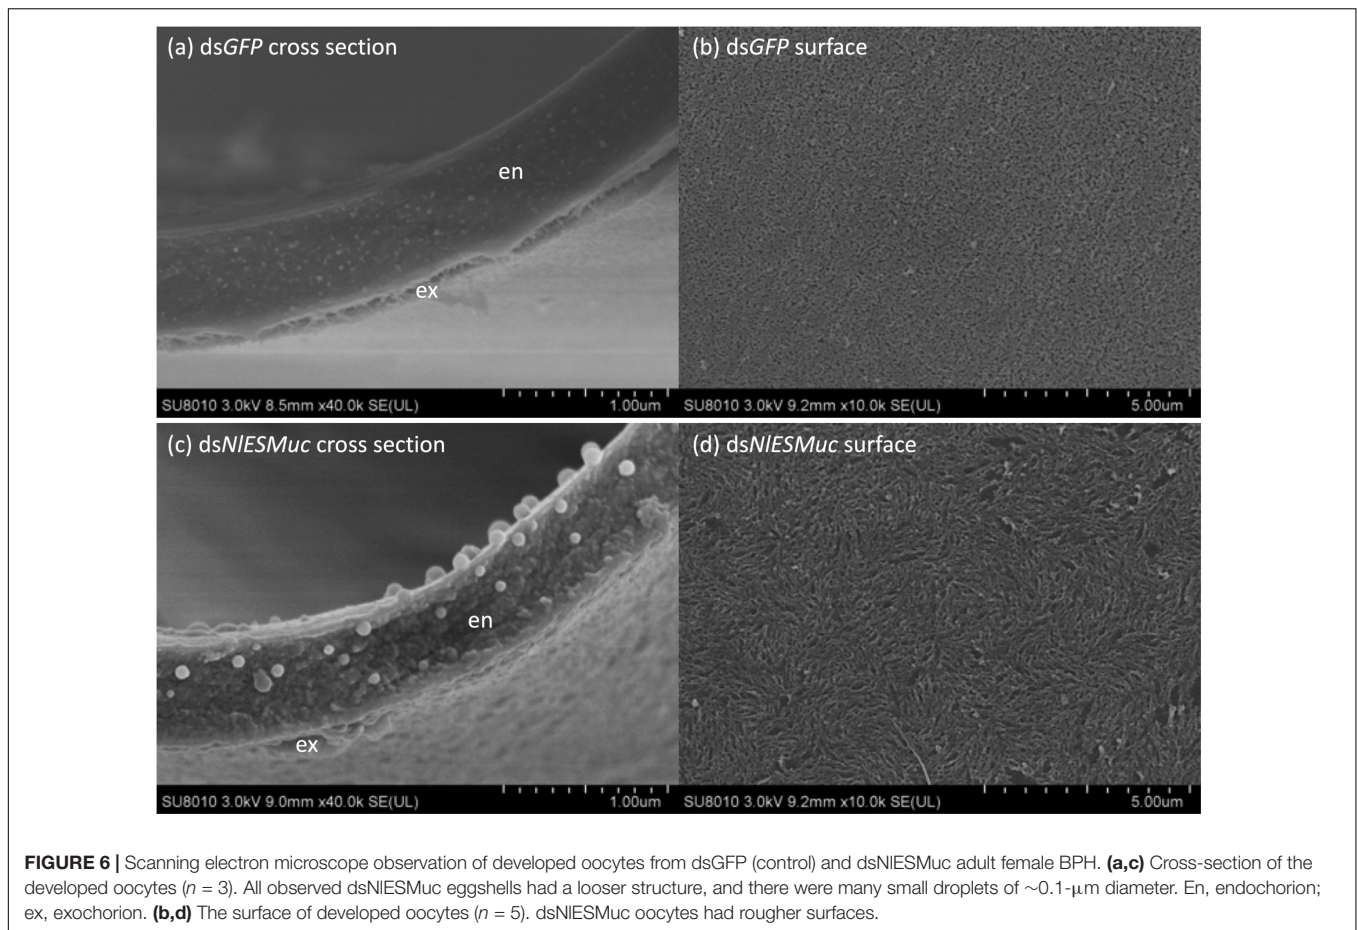 (a) dsGFP cross section
(b) dsGFP surface
en
ex
SU8010 3.0kV 8.5mm x40.0k SE(UL)
1.00um
SU8010 3.0kV 9.2mm x10.0k SE(UL)
5.00um
(c) dsNlESMuc cross section
(d) dsNlESMuc surface
en
ex
SU8010 3.0kV 9.0mm x40.0k SE(UL)
1.00um
SU8010 3.0kV 9.2mm x10.0k SE(UL)
5.00um
FIGURE 6 | Scanning electron microscope observation of developed oocytes from dsGFP (control) and dsNlESMuc adult female BPH. (a,c) Cross-section of the
developed oocytes (n = 3). All observed dsNlESMuc eggshells had a looser structure, and there were many small droplets of ∼0.1-μm diameter. En, endochorion;
ex, exochorion. (b,d) The surface of developed oocytes (n = 5). dsNlESMuc oocytes had rougher surfaces.